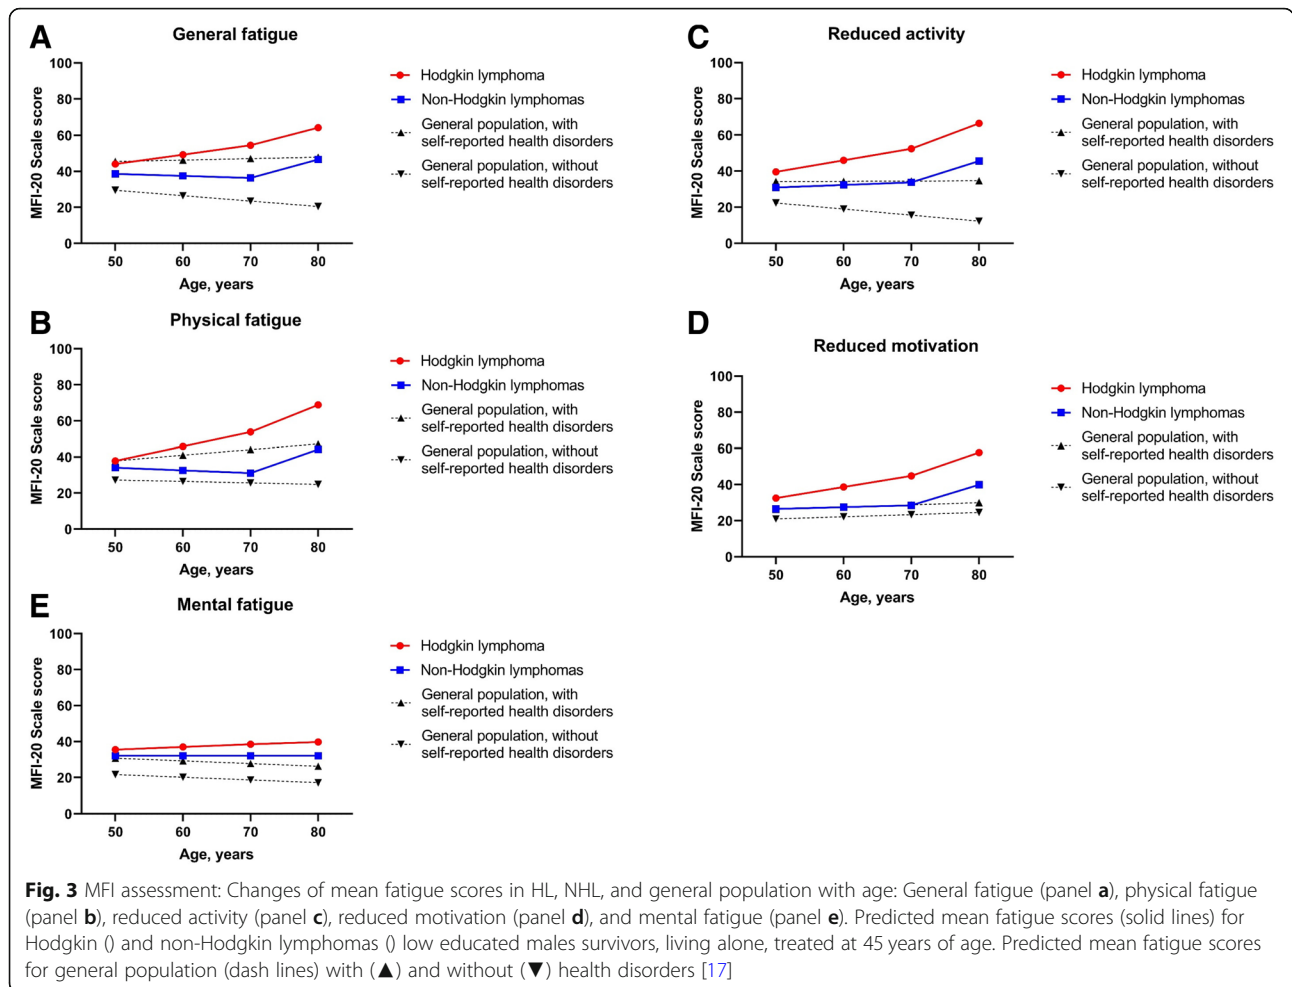 A
General fatigue
MFI-20 Scale score
100
80
60
40
20
0
50 60 70 80
Age, years
Hodgkin lymphoma
Non-Hodgkin lymphomas
General population, with
self-reported health disorders
General population, without
self-reported health disorders
C
Reduced activity
MFI-20 Scale score
100
80
60
40
20
0
50 60 70 80
Age, years
Hodgkin lymphoma
Non-Hodgkin lymphomas
General population, with
self-reported health disorders
General population, without
self-reported health disorders
B
Physical fatigue
MFI-20 Scale score
100
80
60
40
20
0
50 60 70 80
Age, years
Hodgkin lymphoma
Non-Hodgkin lymphomas
General population, with
self-reported health disorders
General population, without
self-reported health disorders
D
Reduced motivation
MFI-20 Scale score
100
80
60
40
20
0
50 60 70 80
Age, years
Hodgkin lymphoma
Non-Hodgkin lymphomas
General population, with
self-reported health disorders
General population, without
self-reported health disorders
E
Mental fatigue
MFI-20 Scale score
100
80
60
40
20
0
50 60 70 80
Age, years
Hodgkin lymphoma
Non-Hodgkin lymphomas
General population, with
self-reported health disorders
General population, without
self-reported health disorders
Fig. 3 MFI assessment: Changes of mean fatigue scores in HL, NHL, and general population with age: General fatigue (panel a), physical fatigue
(panel b), reduced activity (panel c), reduced motivation (panel d), and mental fatigue (panel e). Predicted mean fatigue scores (solid lines) for
Hodgkin () and non-Hodgkin lymphomas () low educated males survivors, living alone, treated at 45 years of age. Predicted mean fatigue scores
for general population (dash lines) with (▲) and without (▼) health disorders [17]